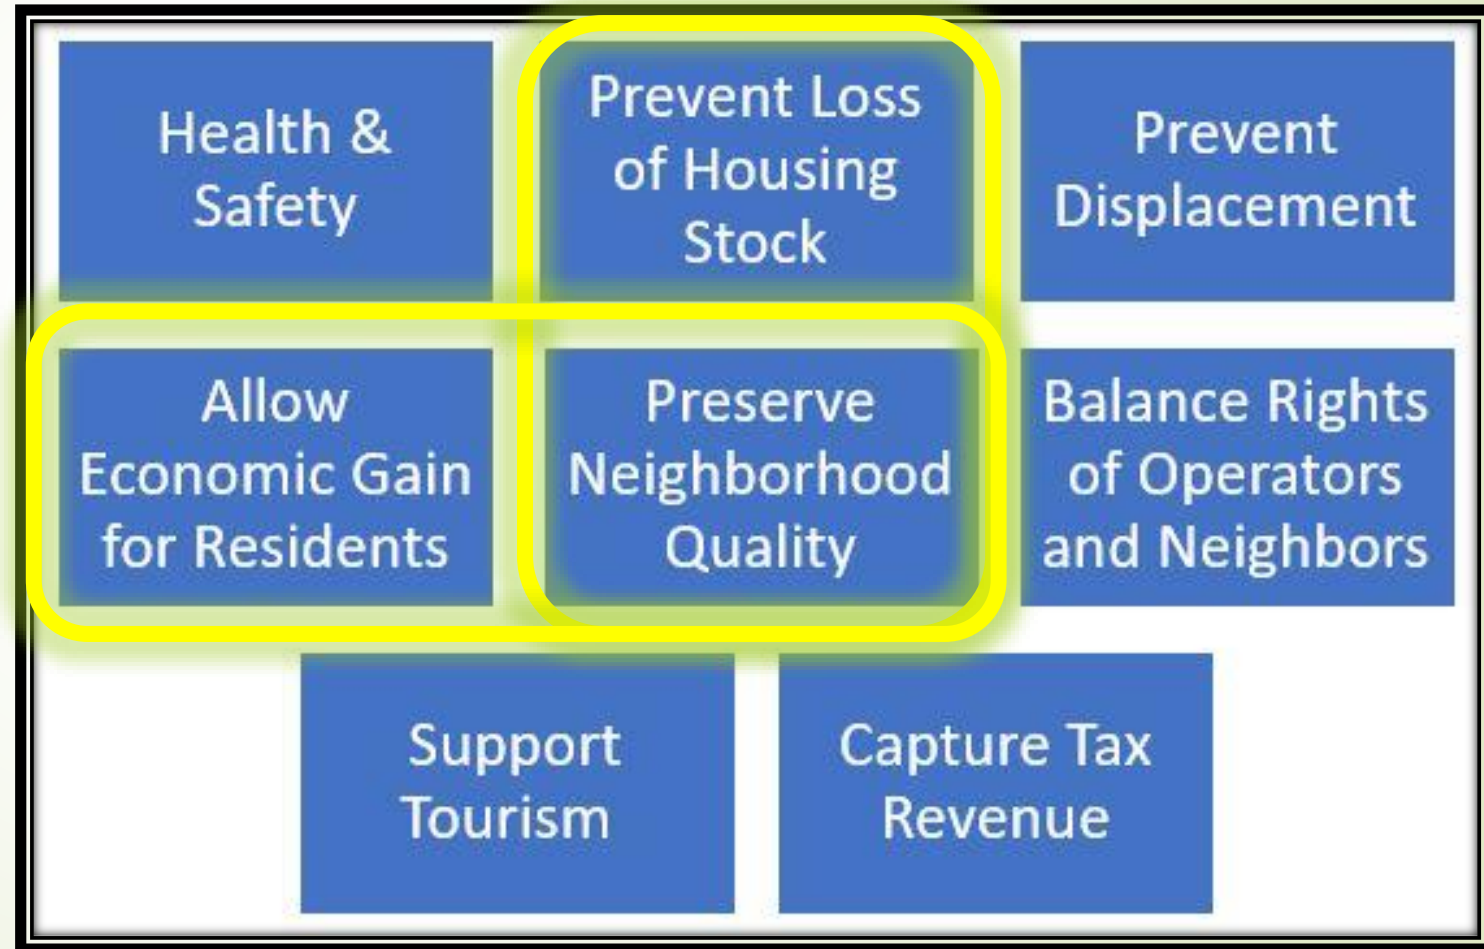 Health &
Safety
Prevent Loss
of Housing
Stock
Prevent
Displacement
Allow
Economic Gain
for Residents
Preserve
Neighborhood
Quality
Balance Rights
of Operators
and Neighbors
Support
Tourism
Capture Tax
Revenue